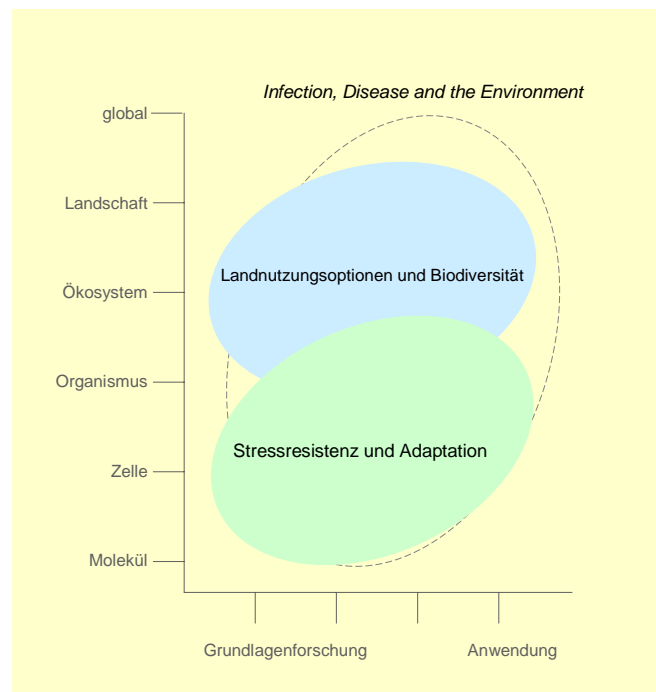 Infection, Disease and the Environment
global
Landschaft
Landnutzungsoptionen und Biodiversität
Ökosystem
Organismus
Stressresistenz und Adaptation
Zelle
Molekül
Grundlagenforschung Anwendung